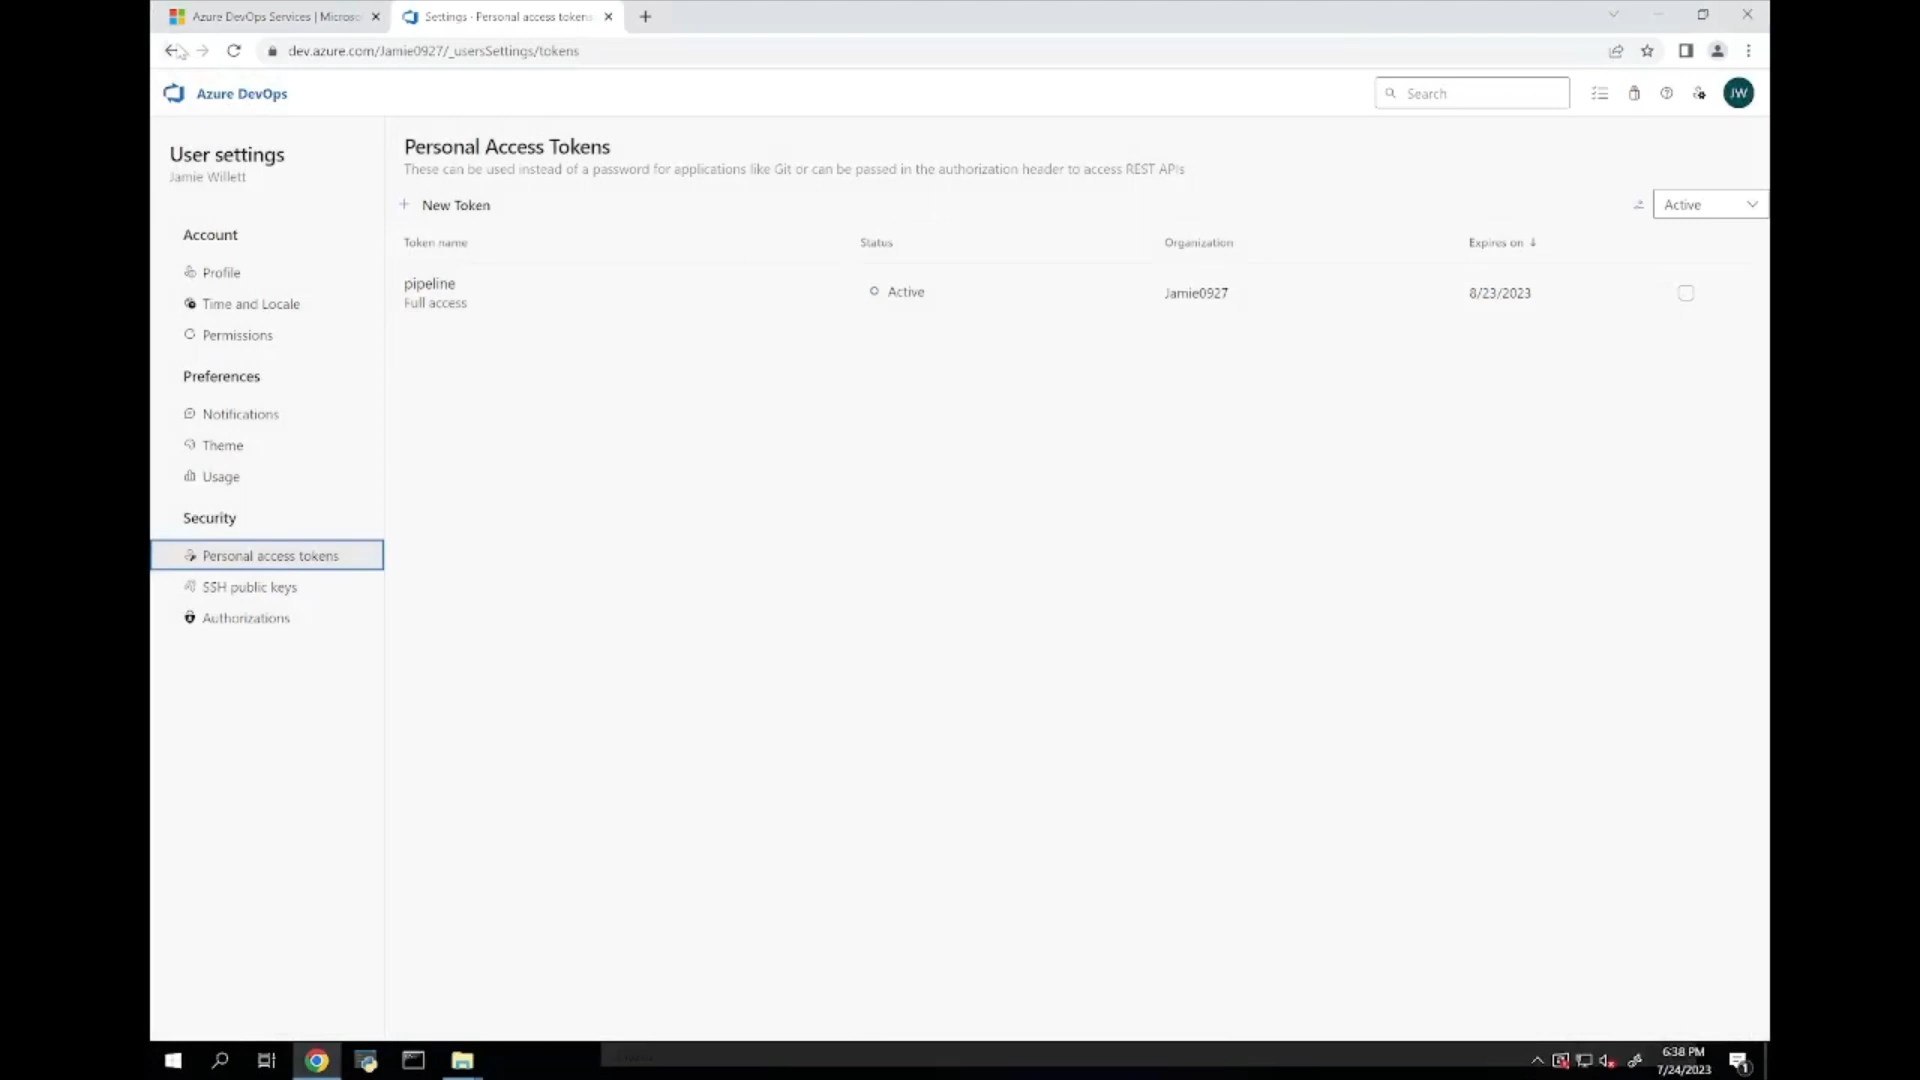 Azure DevOps Services | Microso
Settings - Personal access tokens
dev.azure.com/Jamie0927/_usersSettings/tokens
Azure DevOps
Search
JW
User settings
Jamie Willett
Account
Profile
Time and Locale
Permissions
Preferences
Notifications
Theme
Usage
Security
Personal access tokens
SSH public keys
Authorizations
Personal Access Tokens
These can be used instead of a password for applications like Git or can be passed in the authorization header to access REST APIs
New Token
Active
Token name
Status
Organization
Expires on
pipeline
Full access
Active
Jamie0927
8/23/2023
6:38 PM
7/24/2023
1